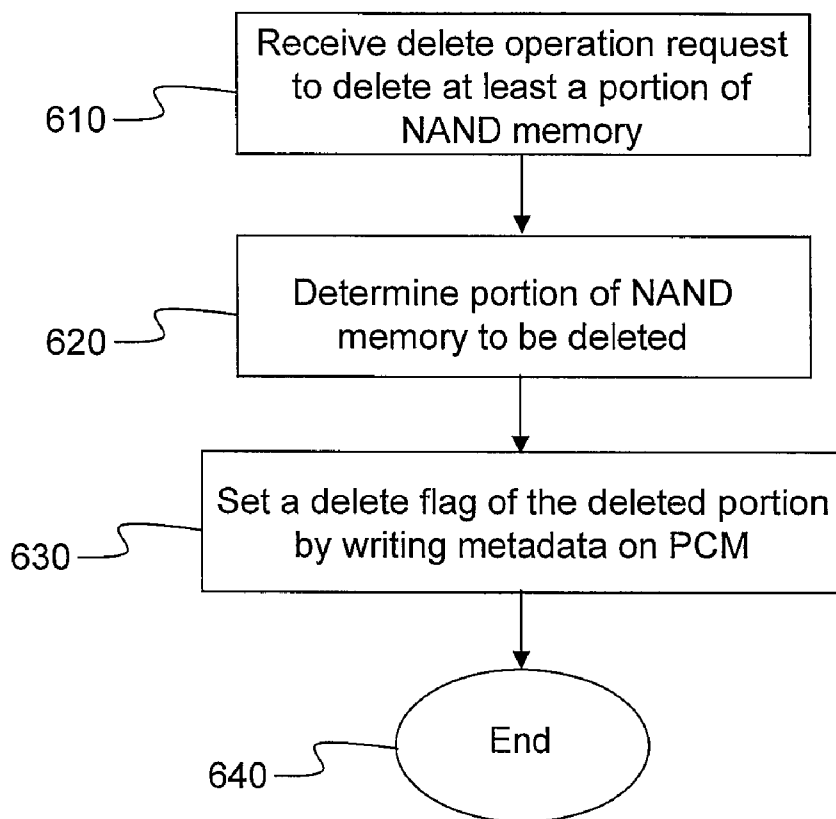 Receive delete operation request
to delete at least a portion of
NAND memory
610
Determine portion of NAND
memory to be deleted
620
Set a delete flag of the deleted portion
by writing metadata on PCM
630
End
640